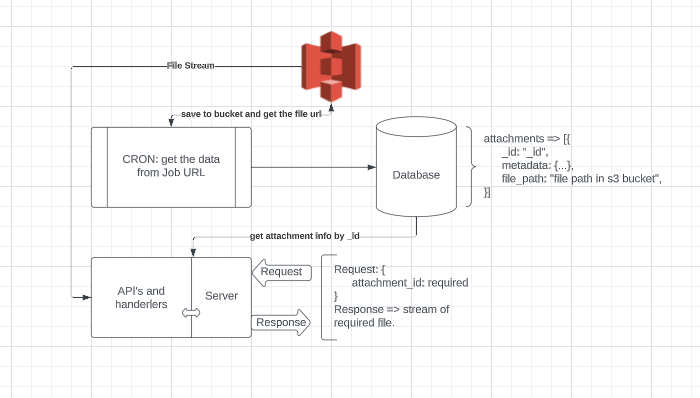 File Stream
save to bucket and get the file url
CRON: get the data
from Job URL
Database
attachments => [{
_id: "_id",
metadata: {...},
file_path: "file path in s3 bucket",
}]
get attachment info by _id
API's and
handerlers
Server
Request
Response
Request: {
attachment_id: required
}
Response => stream of
required file.